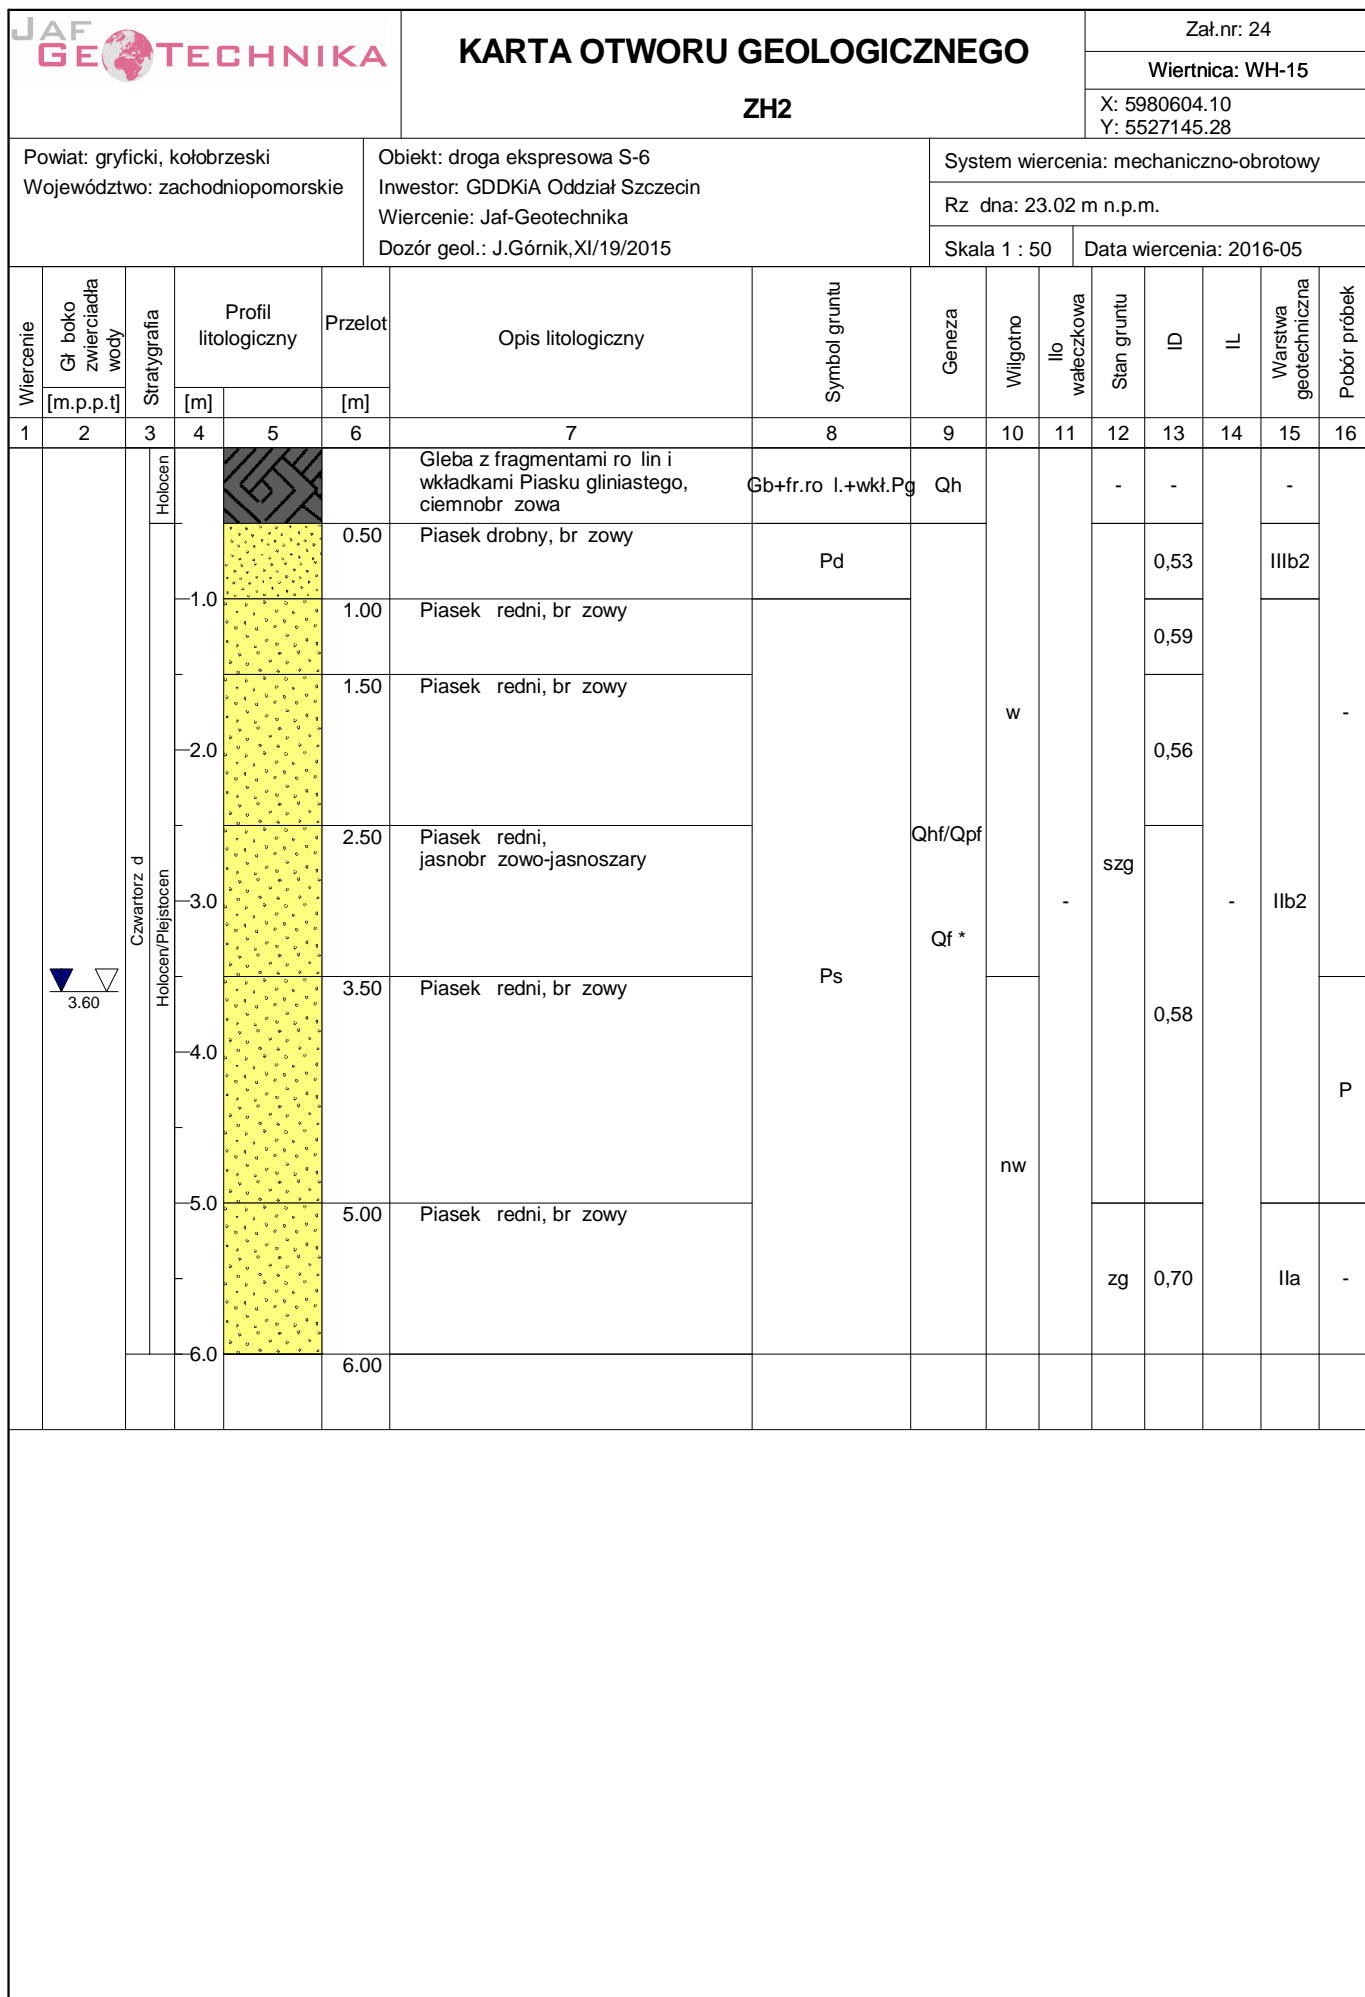 JAF
GEOTECHNIKA
KARTA OTWORU GEOLOGICZNEGO
ZH2
Zał.nr: 24
Wiertnica: WH-15
X: 5980604.10
Y: 5527145.28
Powiat: gryficki, kołobrzeski
Województwo: zachodniopomorskie
Obiekt: droga ekspresowa S-6
Inwestor: GDDKiA Oddział Szczecin
Wiercenie: Jaf-Geotechnika
Dozór geol.: J.Górnik,XI/19/2015
System wiercenia: mechaniczno-obrotowy
Rz dna: 23.02 m n.p.m.
Skala 1 : 50
Data wiercenia: 2016-05
Wiercenie
Gł boko
zwierciadła
wody
[m.p.p.t]
Stratygrafia
Profil
litologiczny
[m]
Przelot
[m]
Opis litologiczny
Symbol gruntu
Geneza
Wilgotno
Ilo
wałeczkowa
Stan gruntu
ID
IL
Warstwa
geotechniczna
Pobór próbek
1 2 3 4 5 6 7 8 9 10 11 12 13 14 15 16
Holocen
Gleba z fragmentami ro lin i
wkładkami Piasku gliniastego,
ciemnobr zowa
Gb+fr.ro l.+wkł.Pg
Qh
- - -
0.50 Piasek drobny, br zowy
Pd
0,53
IIIb2
1.0
1.00 Piasek redni, br zowy
0,59
1.50 Piasek redni, br zowy
w
-
2.0
0,56
2.50 Piasek redni,
jasnobr zowo-jasnoszary
Qhf/Qpf
szg
Czwartorz d
Holocen/Plejstocen
3.0
-
-
IIb2
Qf *
Ps
3.60
3.50 Piasek redni, br zowy
0,58
4.0
P
nw
5.0
5.00 Piasek redni, br zowy
zg
0,70
IIa
-
6.0
6.00